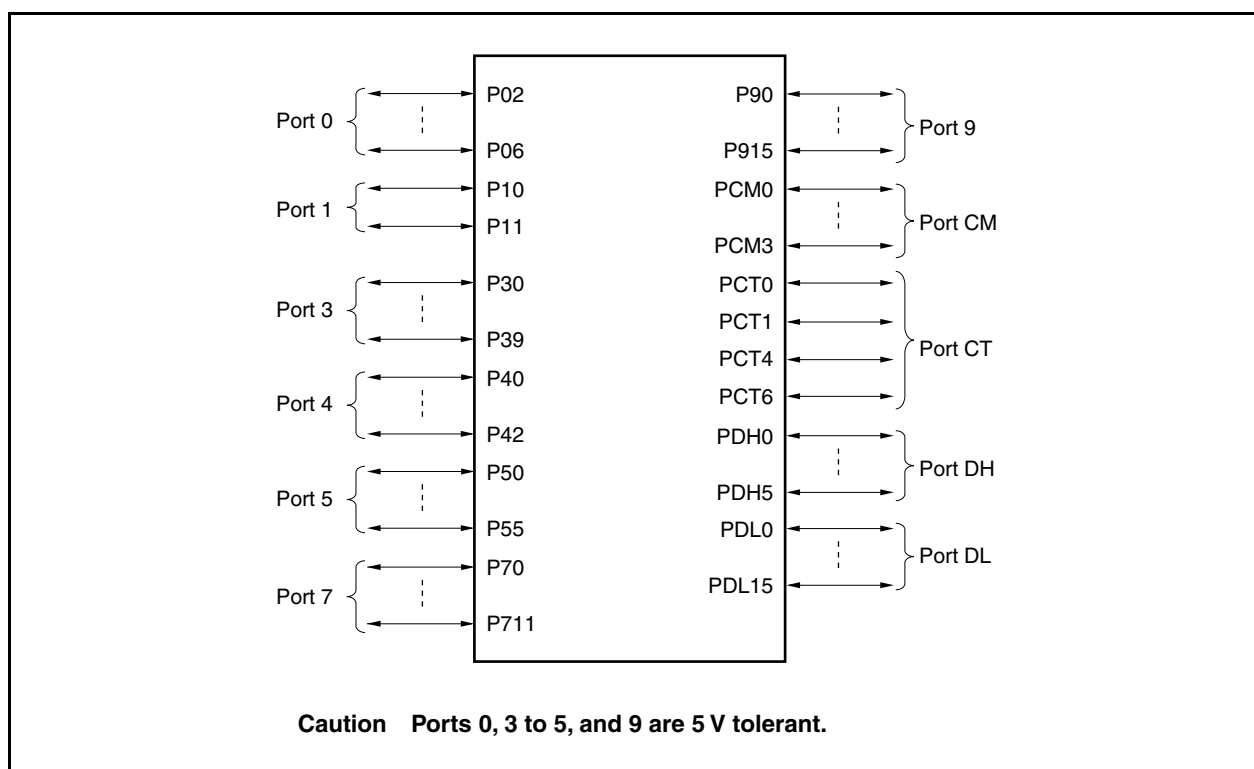 Port 0
P02
P06
Port 1
P10
P11
Port 3
P30
P39
Port 4
P40
P42
Port 5
P50
P55
Port 7
P70
P711
P90
P915
Port 9
PCM0
PCM3
Port CM
PCT0
PCT1
PCT4
PCT6
Port CT
PDH0
PDH5
Port DH
PDL0
PDL15
Port DL
Caution Ports 0, 3 to 5, and 9 are 5 V tolerant.